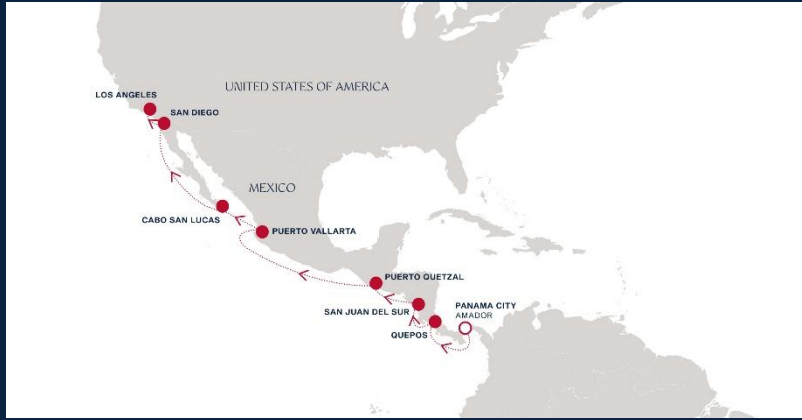 UNITED STATES OF AMERICA
LOS ANGELES
SAN DIEGO
MEXICO
CABO SAN LUCAS
PUERTO VALLARTA
PUERTO QUETZAL
SAN JUAN DEL SUR
PANAMA CITY
AMADOR
QUEPOS